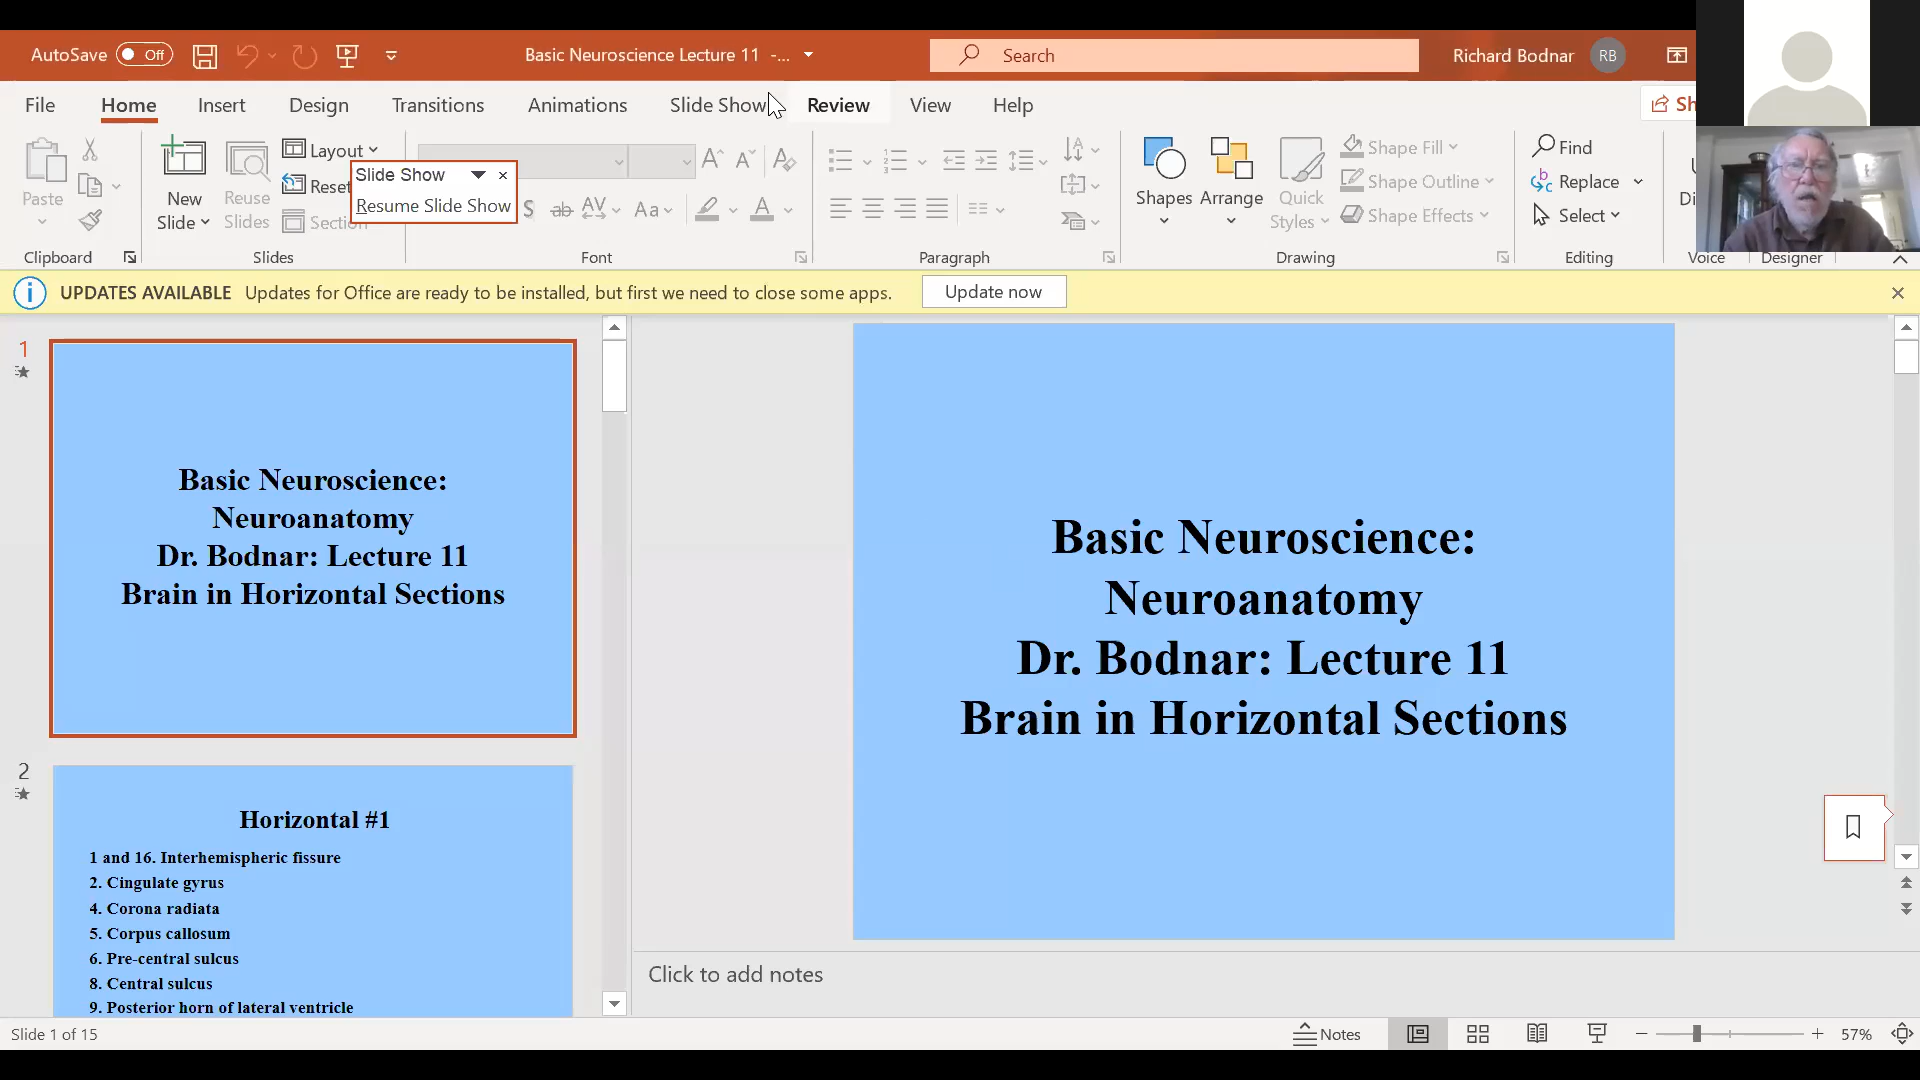 AutoSave Off
Basic Neuroscience Lecture 11 -...
Search
Richard Bodnar RB
File Home Insert Design Transitions Animations Slide Show Review View Help
Sh
Paste
New Slide
Reuse Slides
Layout
Reset
Section
Slide Show
Resume Slide Show
S ab AV Aa A
Shapes
Arrange
Quick Styles
Shape Fill
Shape Outline
Shape Effects
Find
Replace
Select
Di
Clipboard Slides Font Paragraph Drawing Editing Voice Designer
UPDATES AVAILABLE Updates for Office are ready to be installed, but first we need to close some apps. Update now
1
Basic Neuroscience:
Neuroanatomy
Dr. Bodnar: Lecture 11
Brain in Horizontal Sections
2
Horizontal #1
1 and 16. Interhemispheric fissure
2. Cingulate gyrus
4. Corona radiata
5. Corpus callosum
6. Pre-central sulcus
8. Central sulcus
9. Posterior horn of lateral ventricle
Basic Neuroscience:
Neuroanatomy
Dr. Bodnar: Lecture 11
Brain in Horizontal Sections
Click to add notes
Slide 1 of 15
Notes
57%